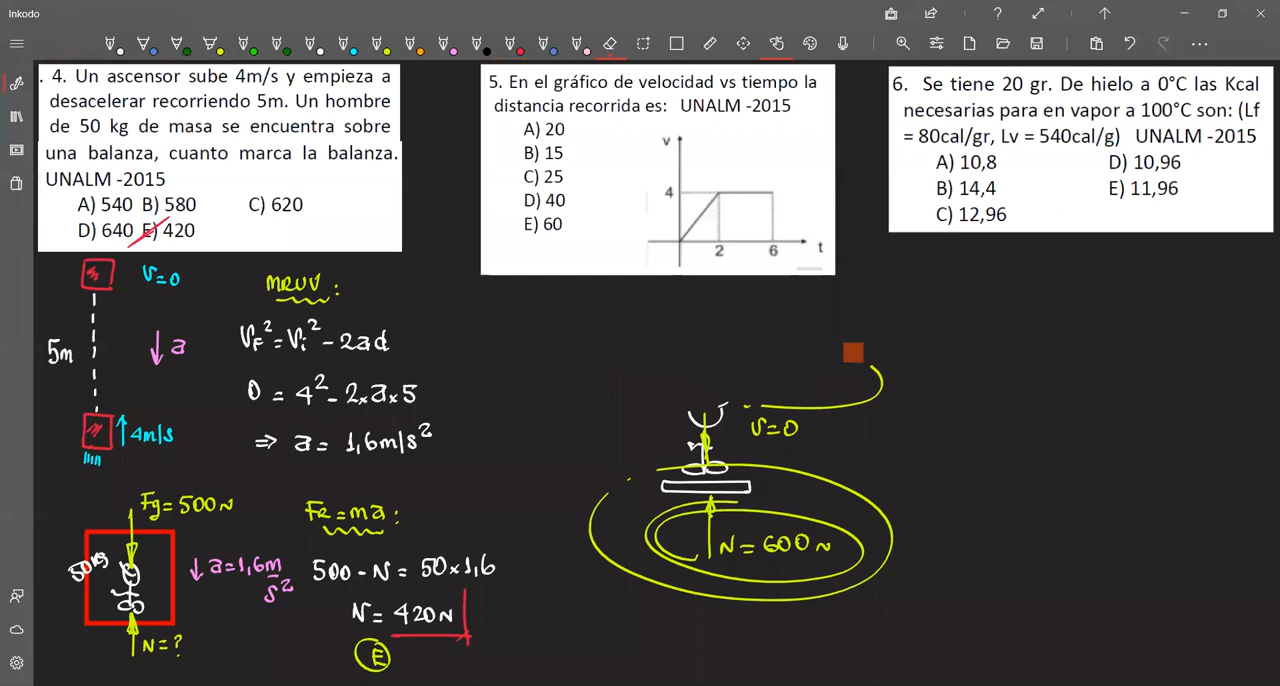 Inkodo
. 4. Un ascensor sube 4m/s y empieza a
desacelerar recorriendo 5m. Un hombre
de 50 kg de masa se encuentra sobre
una balanza, cuanto marca la balanza.
UNALM -2015
A) 540 B) 580 C) 620
D) 640 E) 420
5. En el gráfico de velocidad vs tiempo la
distancia recorrida es: UNALM -2015
A) 20
B) 15
C) 25
D) 40
E) 60
v
4
2 6 t
6. Se tiene 20 gr. De hielo a 0°C las Kcal
necesarias para en vapor a 100°C son: (Lf
= 80cal/gr, Lv = 540cal/g) UNALM -2015
A) 10,8 D) 10,96
B) 14,4 E) 11,96
C) 12,96
V=0
5m
↓ a
↑ 4m/s
MRUV :
VF² = Vi² - 2ad
0 = 4² - 2×a×5
⇒ a = 1,6m/s²
Fg = 500N
50kg
↓ a=1,6m/s²
N = ?
FR = ma :
500 - N = 50×1,6
N = 420N
E
V=0
N = 600N